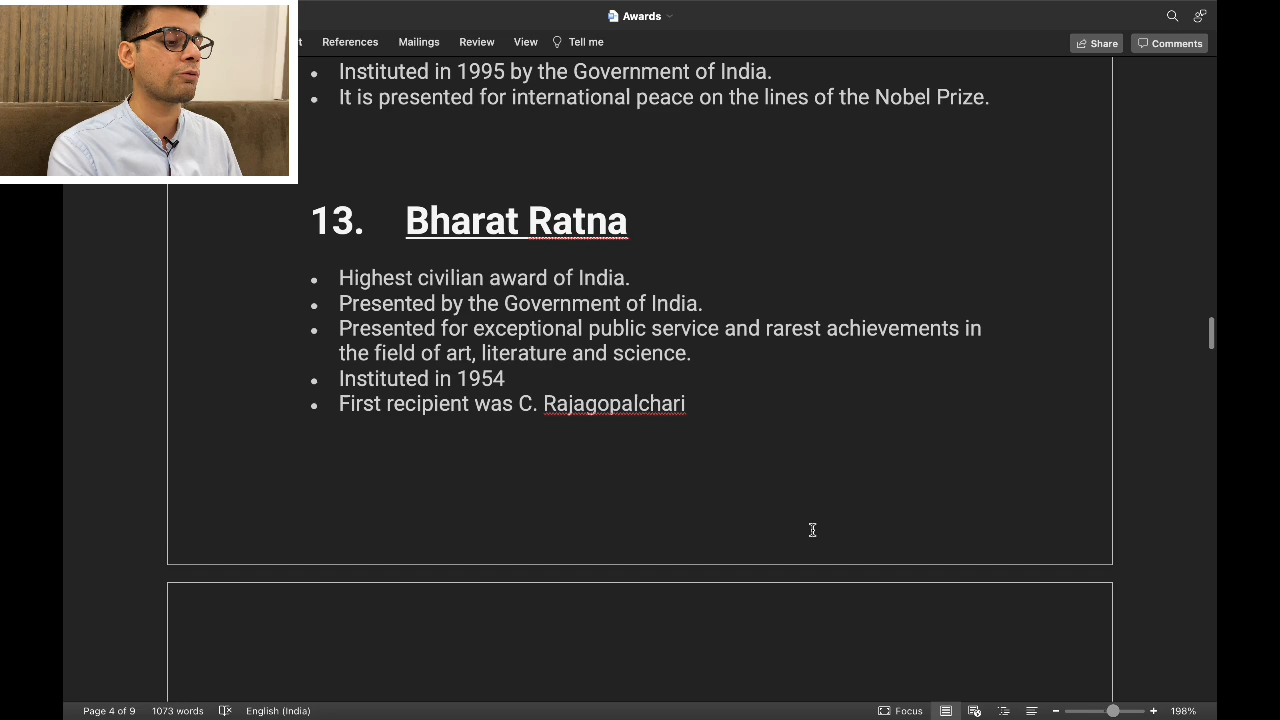 Awards
t References Mailings Review View Tell me Share Comments
• Instituted in 1995 by the Government of India.
• It is presented for international peace on the lines of the Nobel Prize.
13. Bharat Ratna
• Highest civilian award of India.
• Presented by the Government of India.
• Presented for exceptional public service and rarest achievements in
the field of art, literature and science.
• Instituted in 1954
• First recipient was C. Rajagopalchari
Page 4 of 9 1073 words English (India) Focus 198%